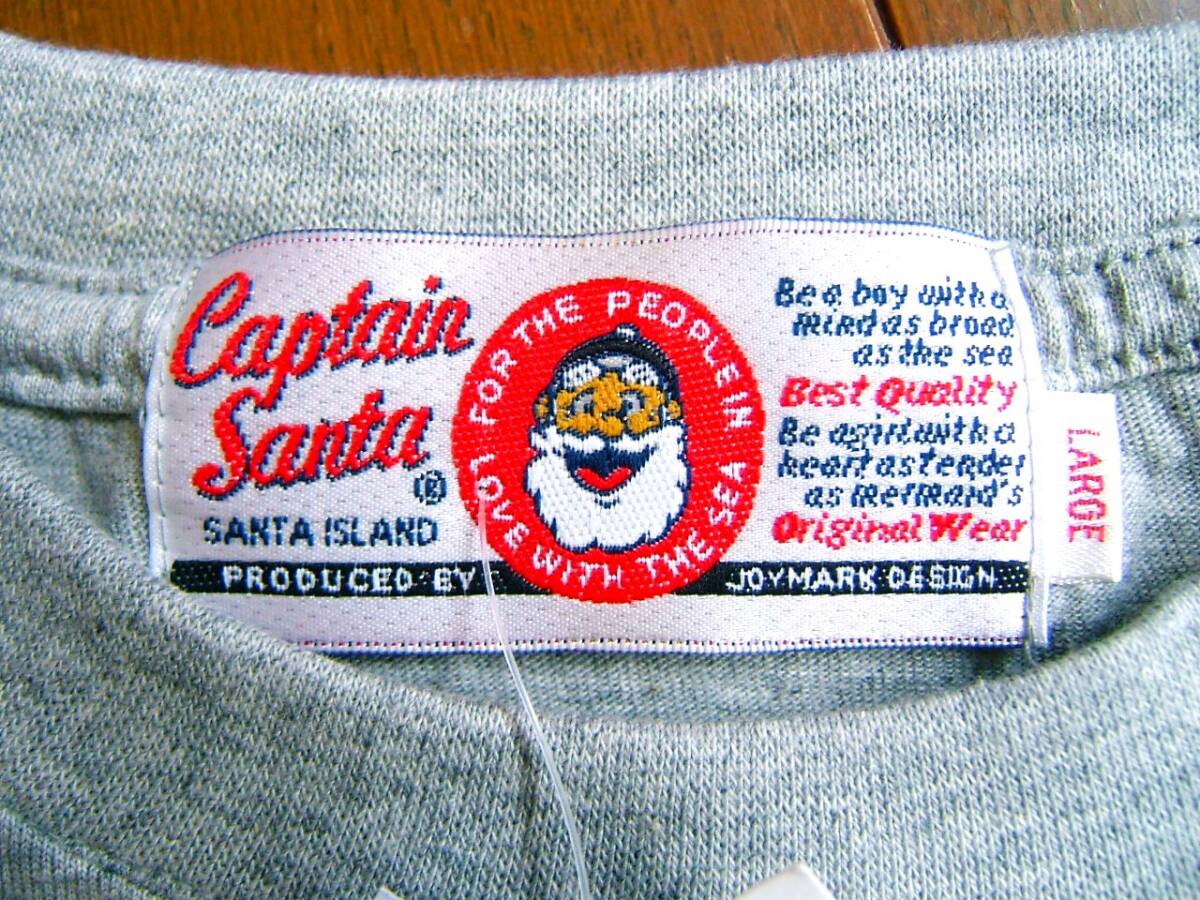 Captain
Santa
®
SANTA ISLAND
FOR THE PEOPLE IN LOVE WITH THE SEA
Be a boy with a
mind as broad
as the sea
Best Quality
Be a girl with a
heart as tender
as mermaid's
Original Wear
PRODUCED BY JOYMARK DESIGN
LARGE